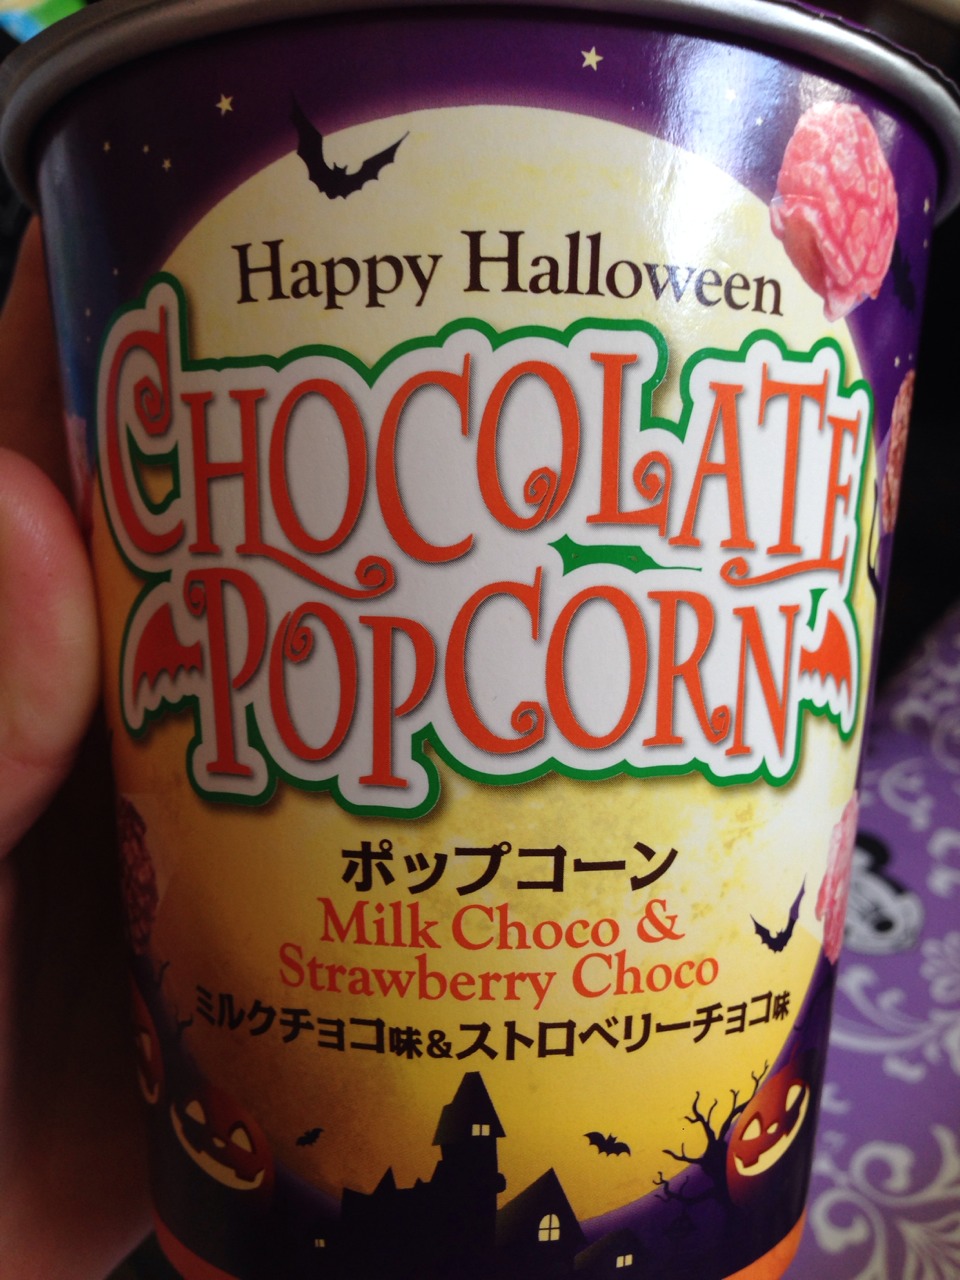 Happy Halloween
CHOCOLATE
POPCORN
ポップコーン
Milk Choco &
Strawberry Choco
ミルクチョコ味&ストロベリーチョコ味